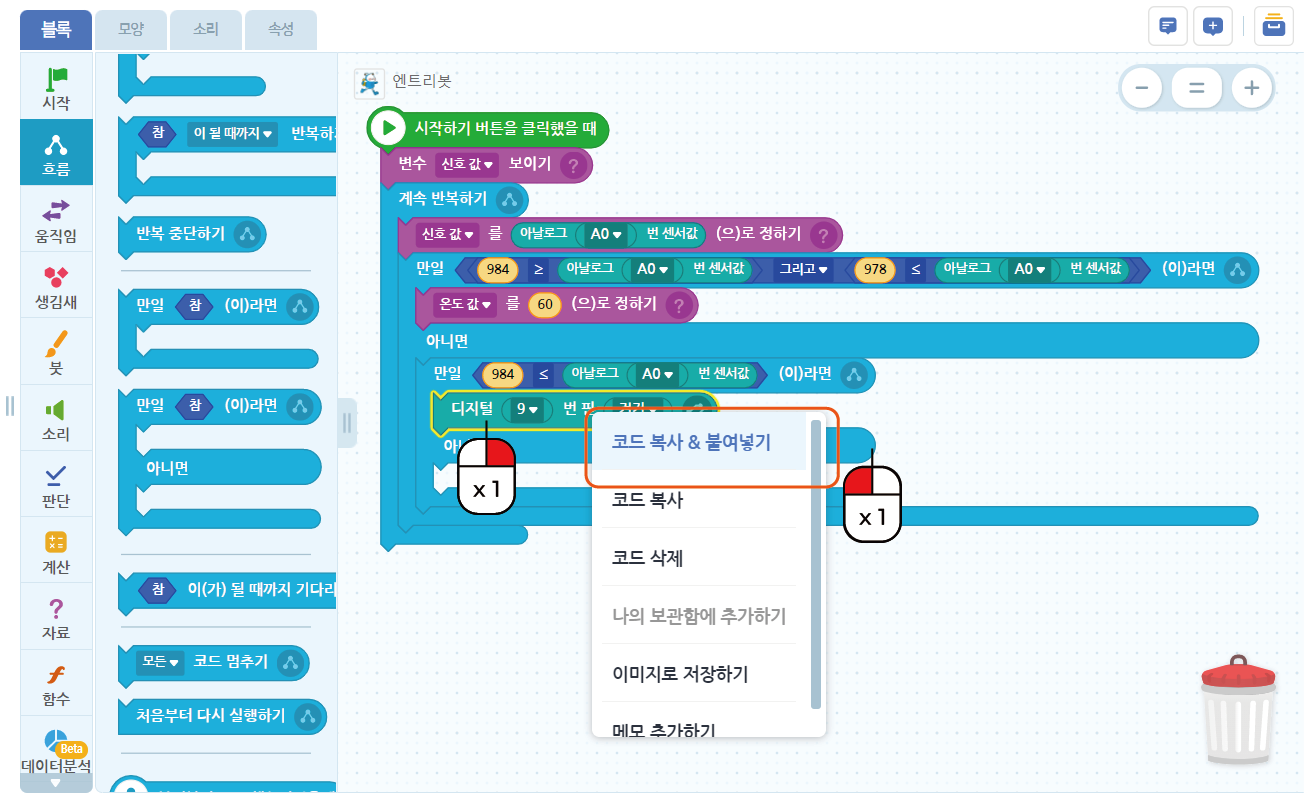 블록 모양 소리 속성
시작
흐름
움직임
생김새
붓
소리
판단
계산
자료
함수
Beta
데이터분석
참 이 될 때까지 반복하기
반복 중단하기
만일 참 (이)라면
만일 참 (이)라면
아니면
참 이(가) 될 때까지 기다리
모든 코드 멈추기
처음부터 다시 실행하기
엔트리봇
시작하기 버튼을 클릭했을 때
변수 신호 값 보이기 ?
계속 반복하기
신호 값 를 아날로그 A0 번 센서값 (으)로 정하기 ?
만일 984 ≥ 아날로그 A0 번 센서값 그리고 978 ≤ 아날로그 A0 번 센서값 (이)라면
온도 값 를 60 (으)로 정하기 ?
아니면
만일 984 ≤ 아날로그 A0 번 센서값 (이)라면
디지털 9 번 핀
아니
x 1
x 1
코드 복사 & 붙여넣기
코드 복사
코드 삭제
나의 보관함에 추가하기
이미지로 저장하기
메모 추가하기